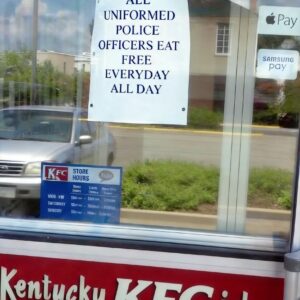 ALL
UNIFORMED
POLICE
OFFICERS EAT
FREE
EVERYDAY
ALL DAY
Pay
SAMSUNG
pay
KFC
STORE
HOURS
Kentucky
KFC